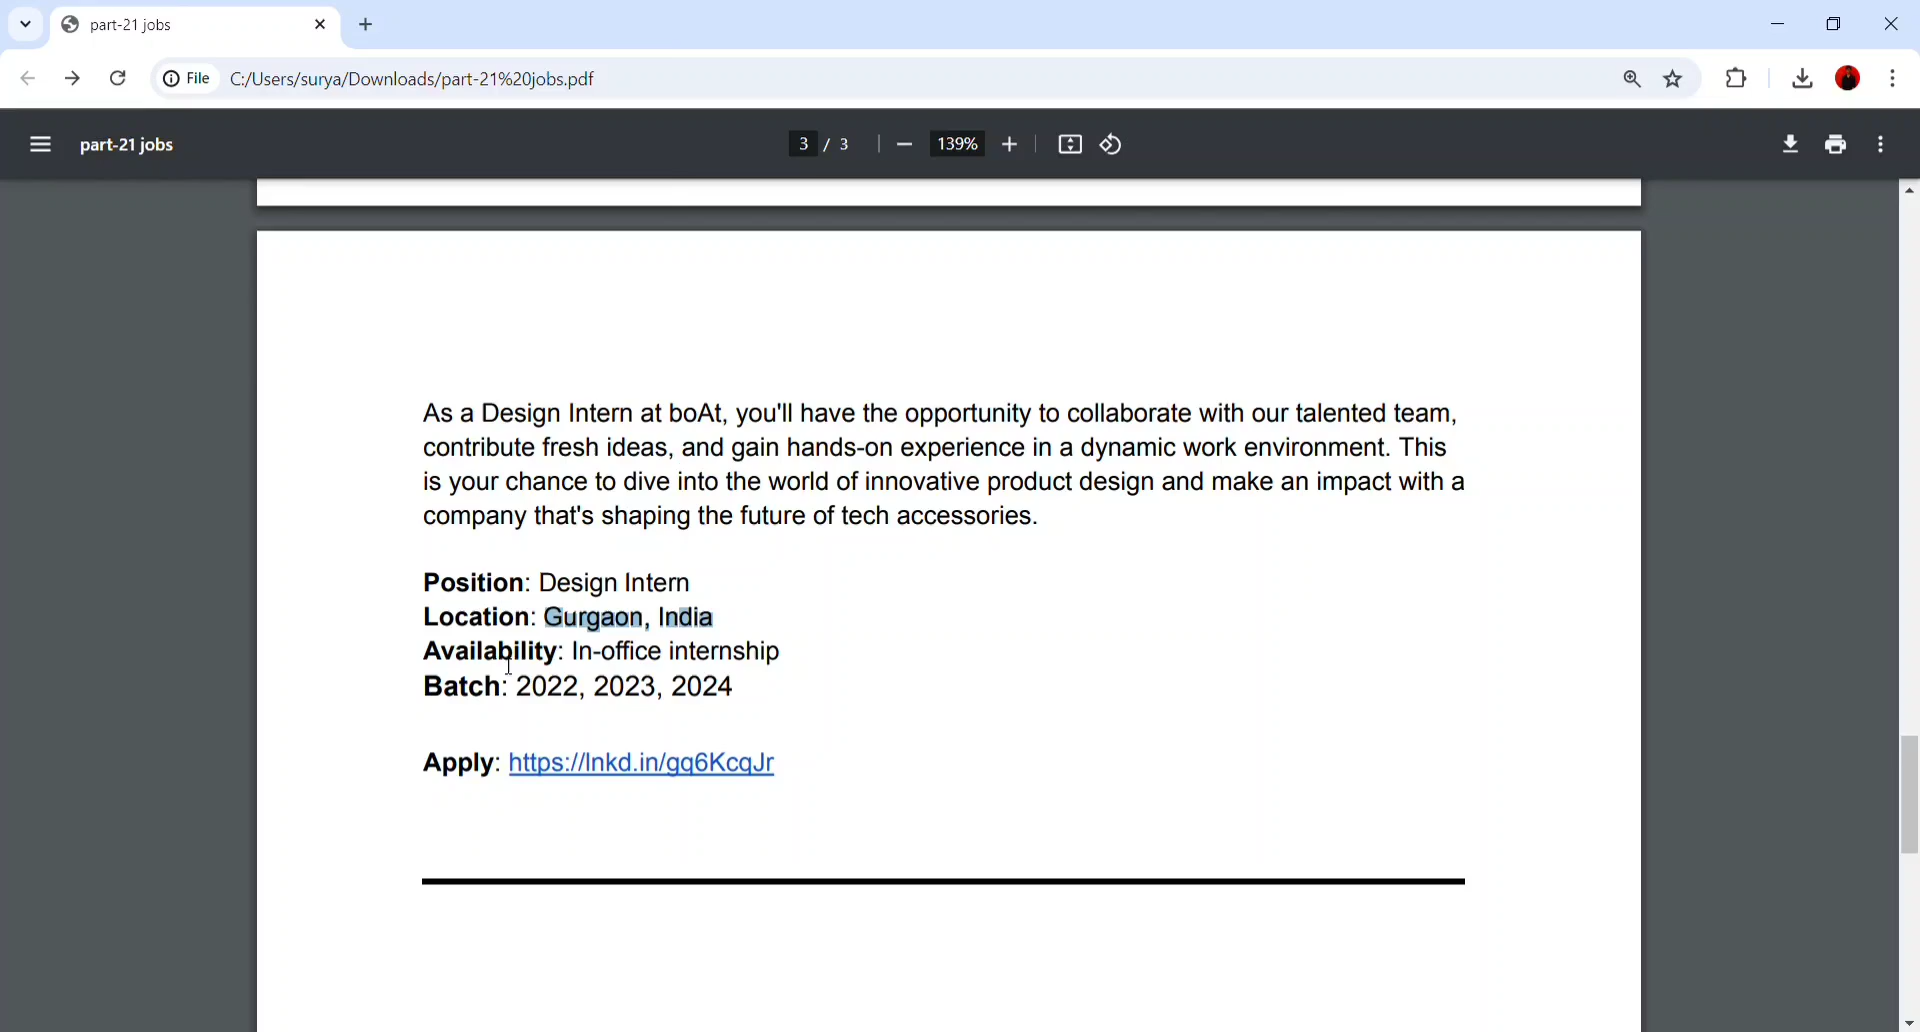 part-21 jobs
File
C:/Users/surya/Downloads/part-21%20jobs.pdf
part-21 jobs
3 / 3
139%
As a Design Intern at boAt, you'll have the opportunity to collaborate with our talented team,
contribute fresh ideas, and gain hands-on experience in a dynamic work environment. This
is your chance to dive into the world of innovative product design and make an impact with a
company that's shaping the future of tech accessories.
Position: Design Intern
Location: Gurgaon, India
Availability: In-office internship
Batch: 2022, 2023, 2024
Apply: https://lnkd.in/gq6KcqJr